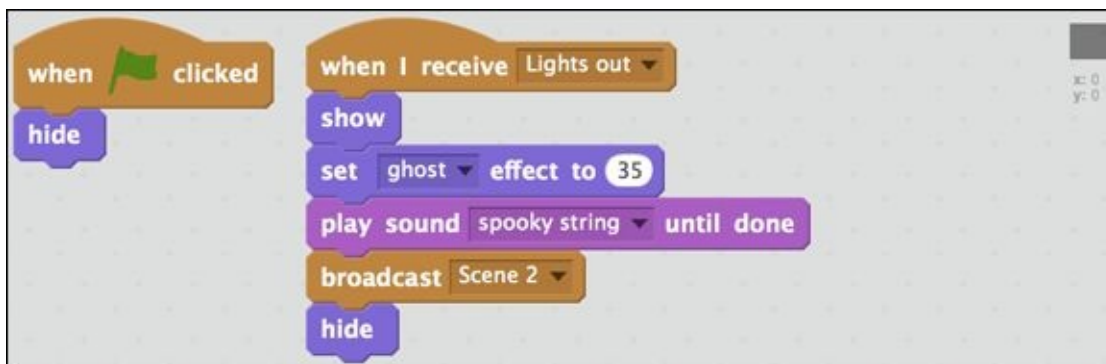 when clicked
hide
when I receive Lights out
show
set ghost effect to 35
play sound spooky string until done
broadcast Scene 2
hide
x: 0
y: 0